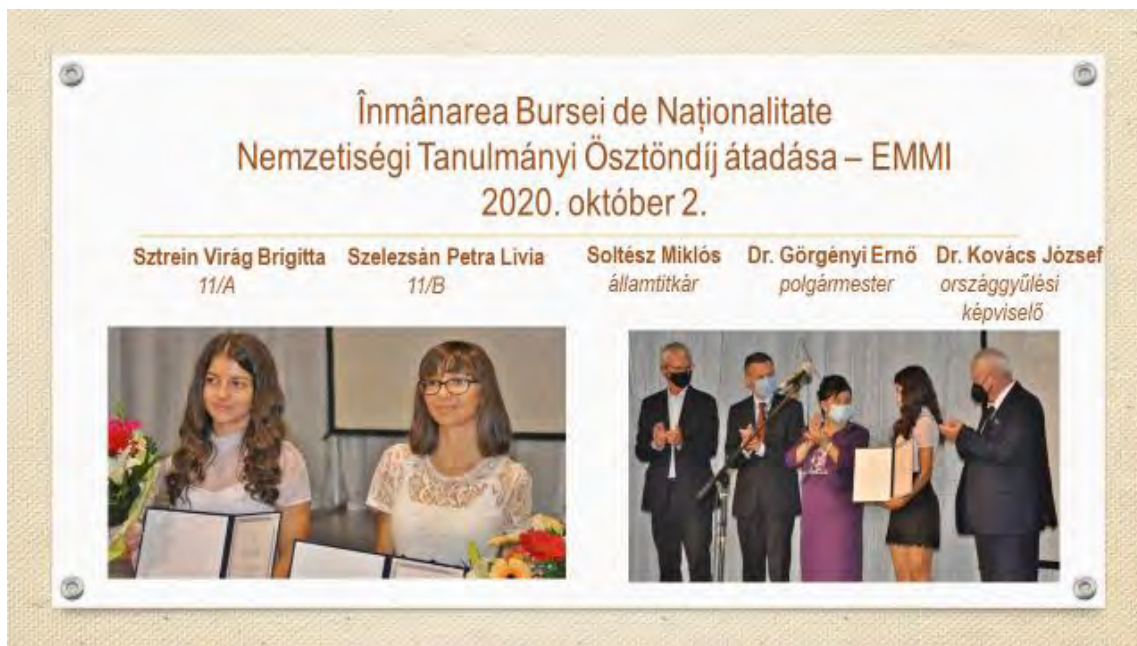 Înmânarea Bursei de Naționalitate
Nemzetiségi Tanulmányi Ösztöndíj átadása – EMMI
2020. október 2.
Sztrein Virág Brigitta
11/A
Szelezsán Petra Livia
11/B
Soltész Miklós
államtitkár
Dr. Görgényi Ernő
polgármester
Dr. Kovács József
országgyűlési
képviselő